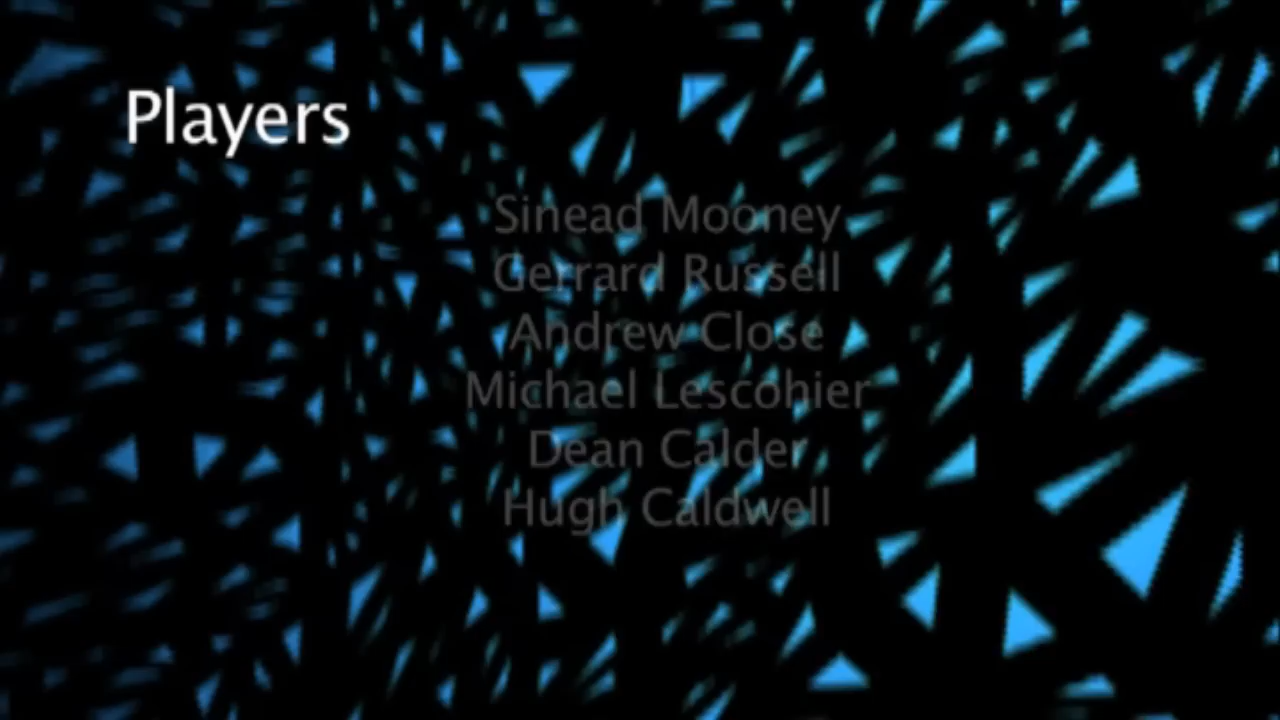 Players
Sinead Mooney
Gerrard Russell
Andrew Close
Michael Lescohier
Dean Calder
Hugh Caldwell